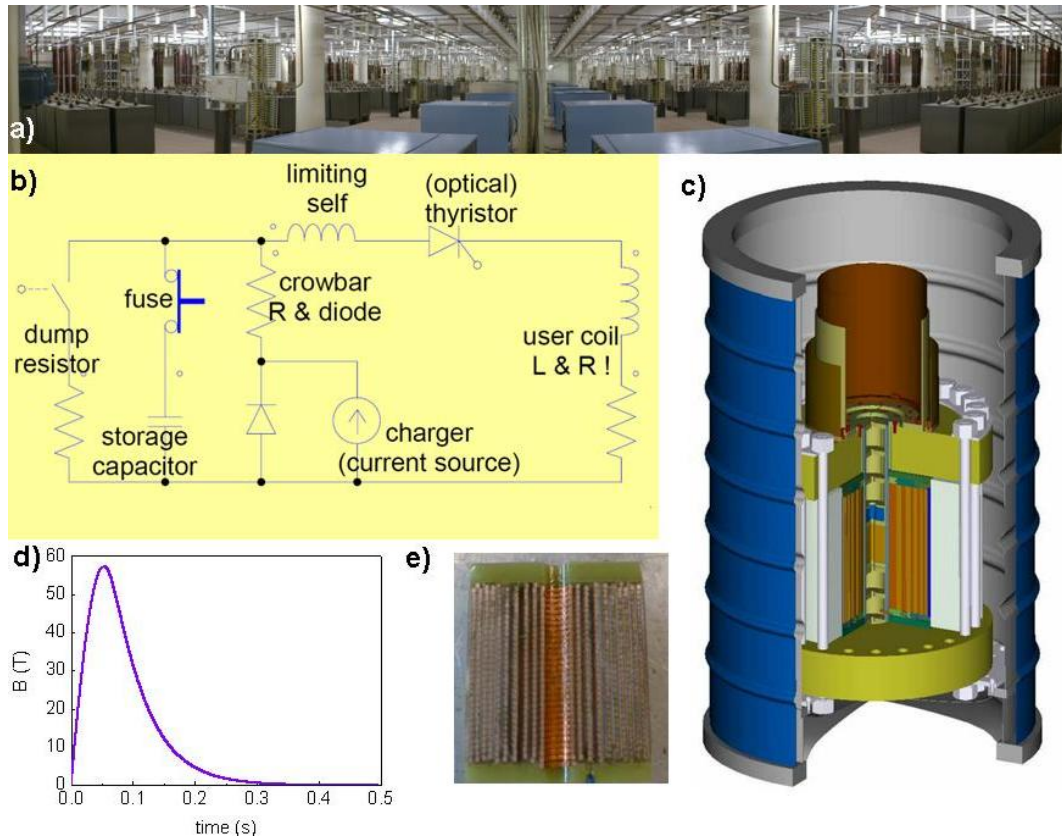 a)
b)
limiting
self
(optical)
thyristor
fuse
crowbar
R & diode
dump
resistor
user coil
L & R !
storage
capacitor
charger
(current source)
c)
d)
60
50
40
30
20
10
0
B (T)
0.0 0.1 0.2 0.3 0.4 0.5
time (s)
e)